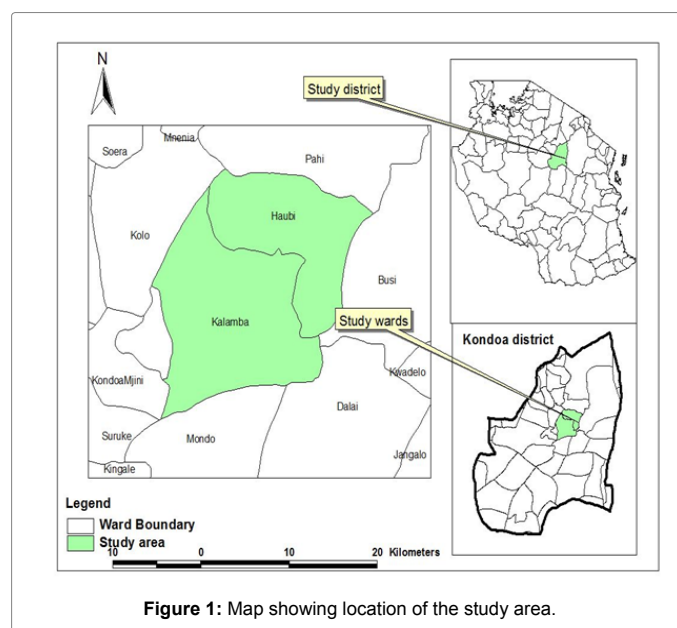 N
Study district
Soera
Mnenia
Pahi
Haubi
Kolo
Busi
Kalamba
Study wards
Kondoa district
KondoaMjini
Kwadelo
Dalai
Suruke
Mondo
Jangalo
Kingale
Legend
Ward Boundary
Study area
10 0 10 20 Kilometers
Figure 1: Map showing location of the study area.